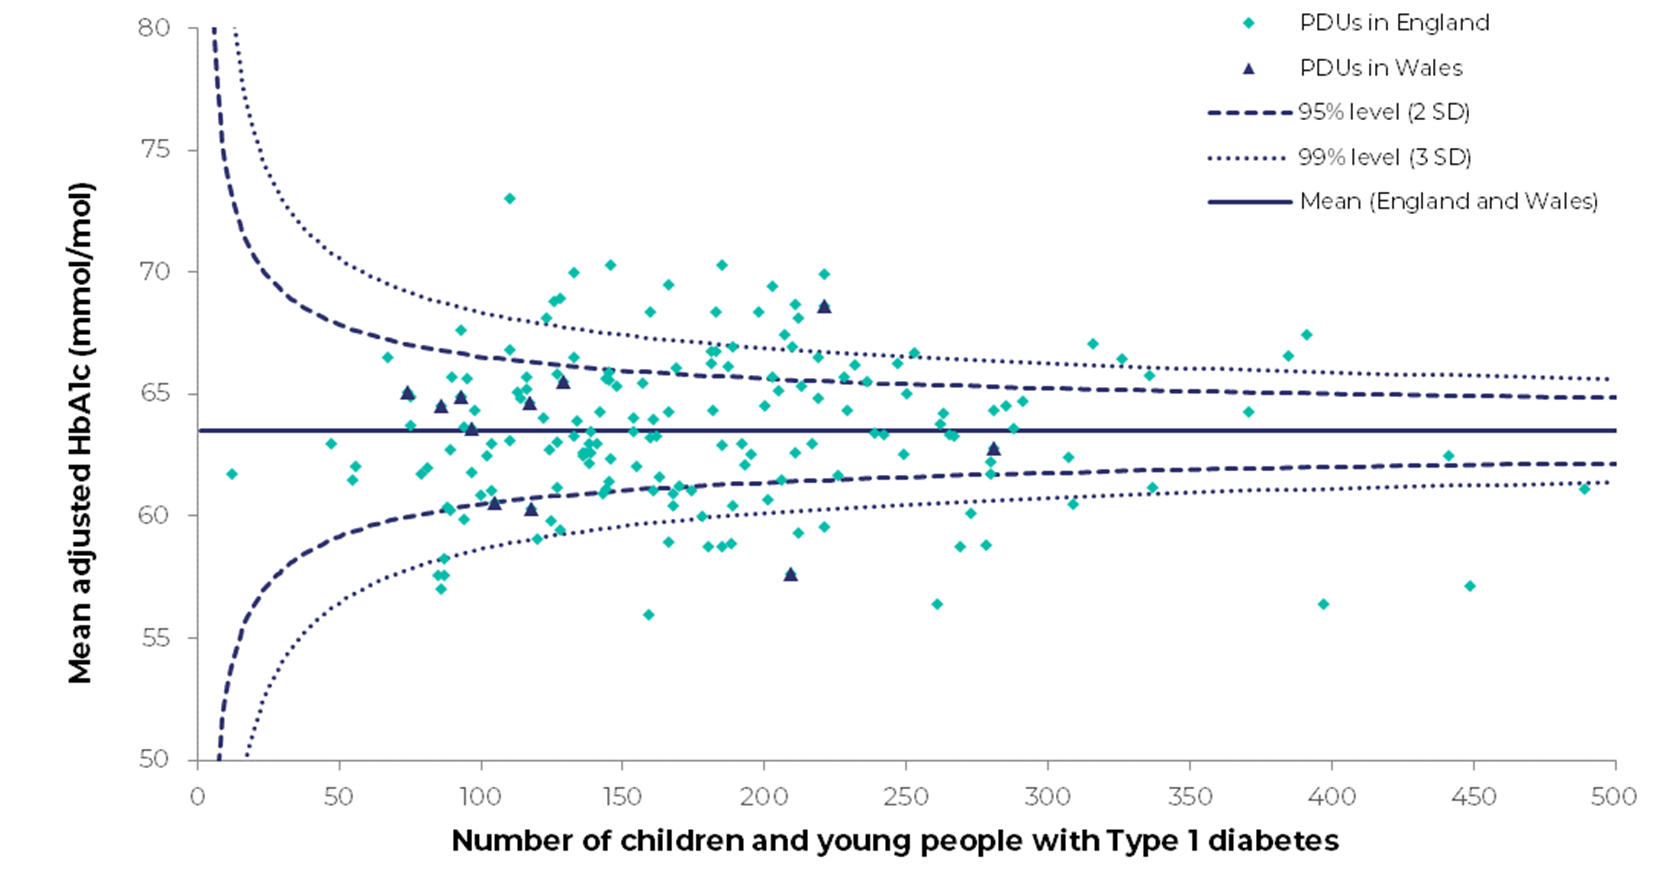 PDUs in England
PDUs in Wales
95% level (2 SD)
99% level (3 SD)
Mean (England and Wales)
Mean adjusted HbA1c (mmol/mol)
80
75
70
65
60
55
50
0 50 100 150 200 250 300 350 400 450 500
Number of children and young people with Type 1 diabetes